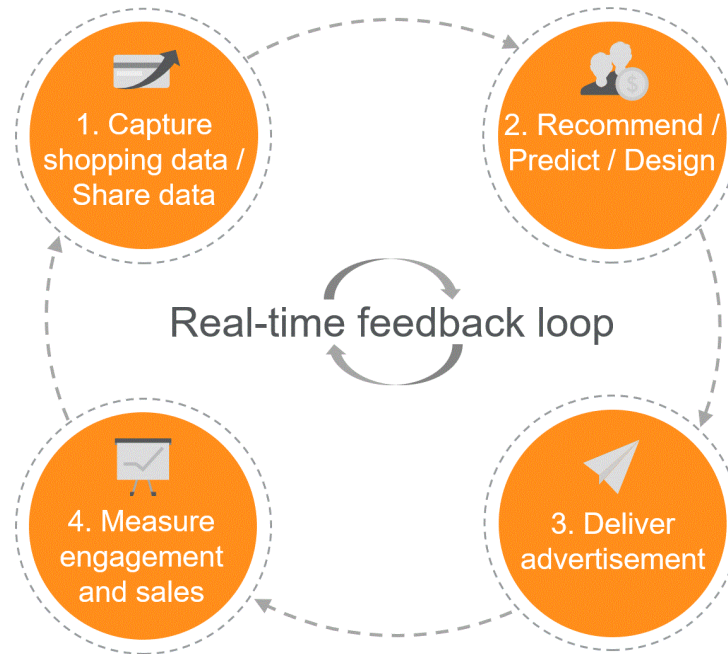 1. Capture
shopping data /
Share data
2. Recommend /
Predict / Design
$
Real-time feedback loop
4. Measure
engagement
and sales
3. Deliver
advertisement